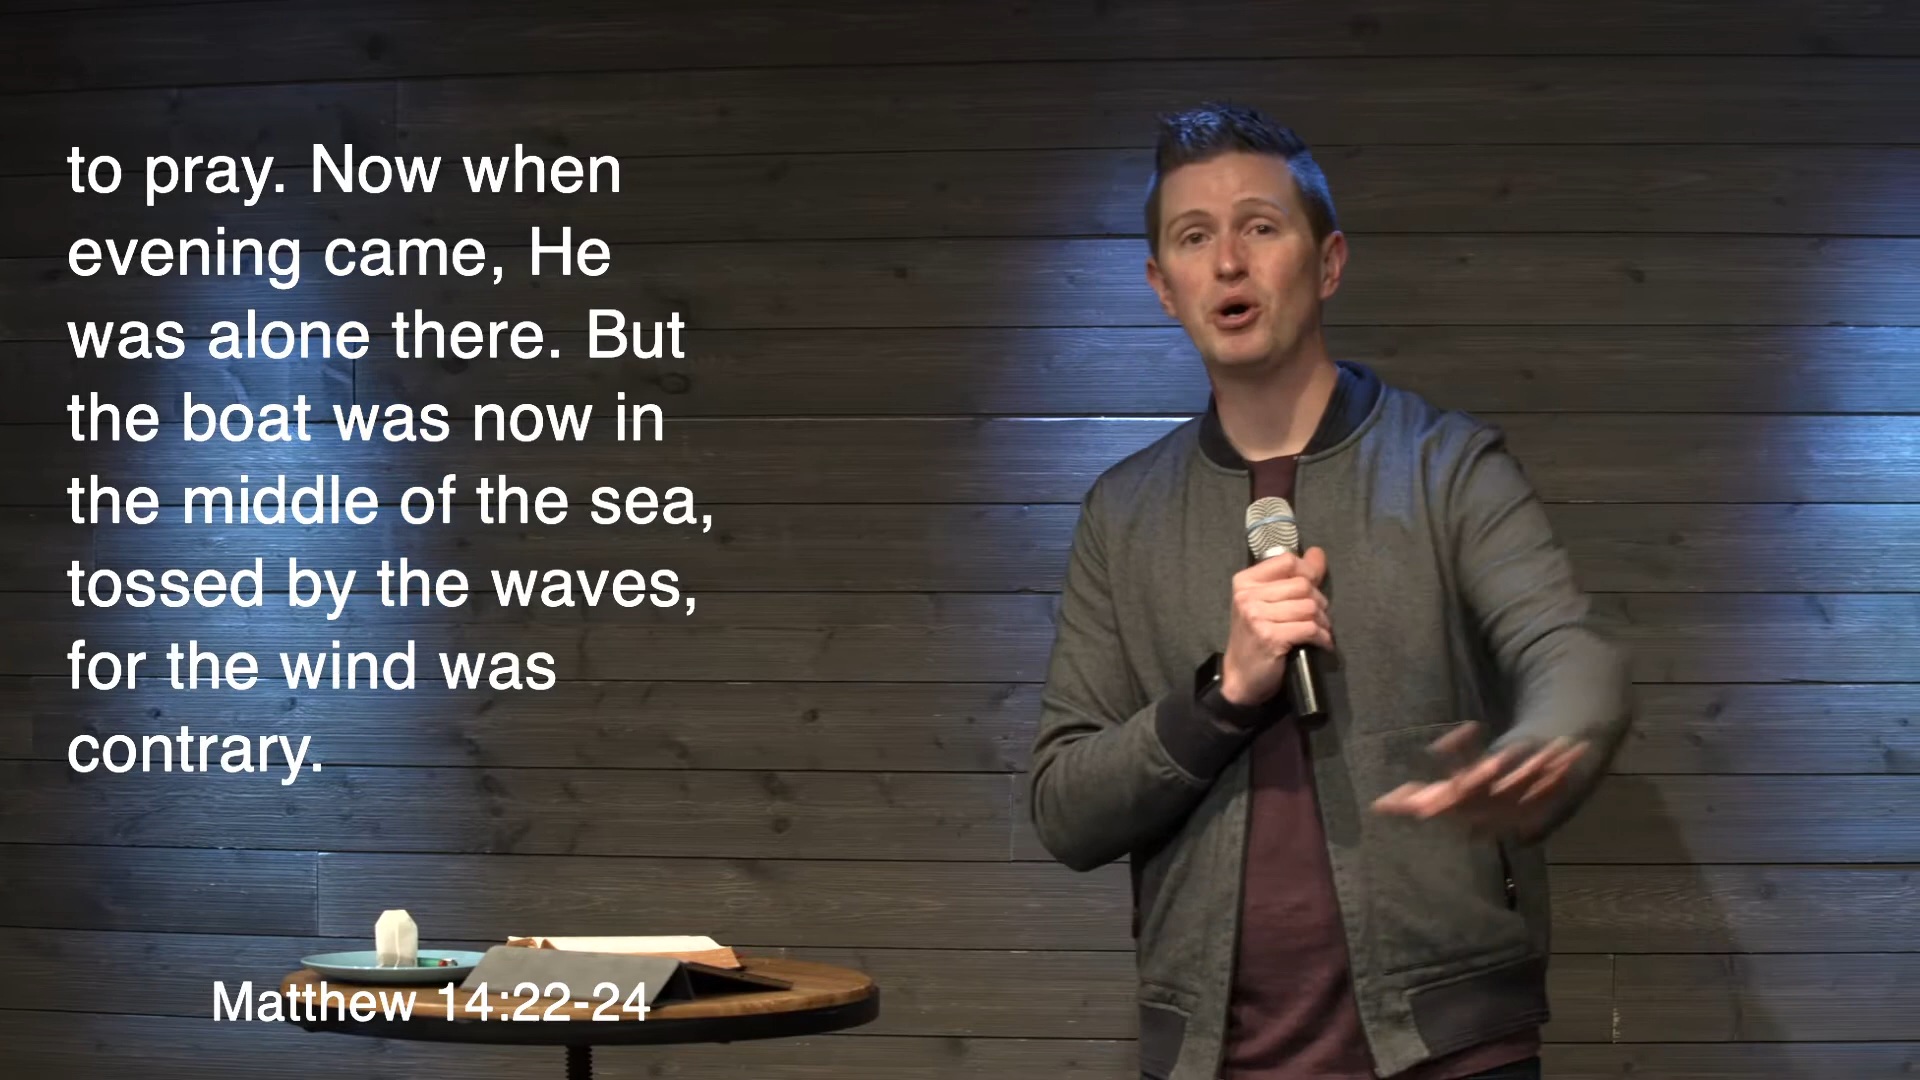 to pray. Now when
evening came, He
was alone there. But
the boat was now in
the middle of the sea,
tossed by the waves,
for the wind was
contrary.
Matthew 14:22-24